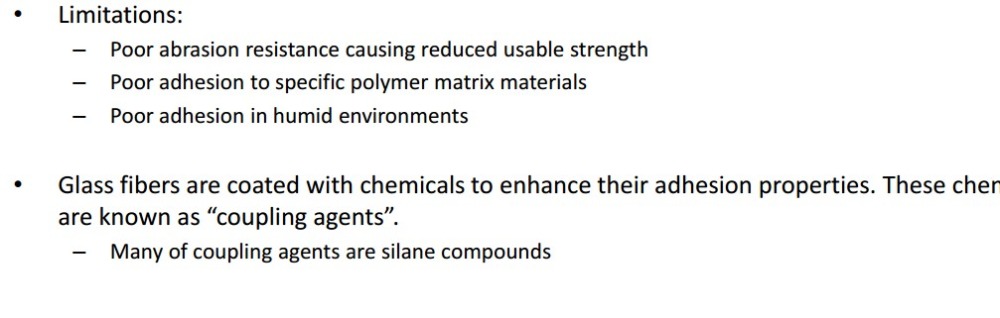 • Limitations:
– Poor abrasion resistance causing reduced usable strength
– Poor adhesion to specific polymer matrix materials
– Poor adhesion in humid environments
• Glass fibers are coated with chemicals to enhance their adhesion properties. These
are known as “coupling agents”.
– Many of coupling agents are silane compounds